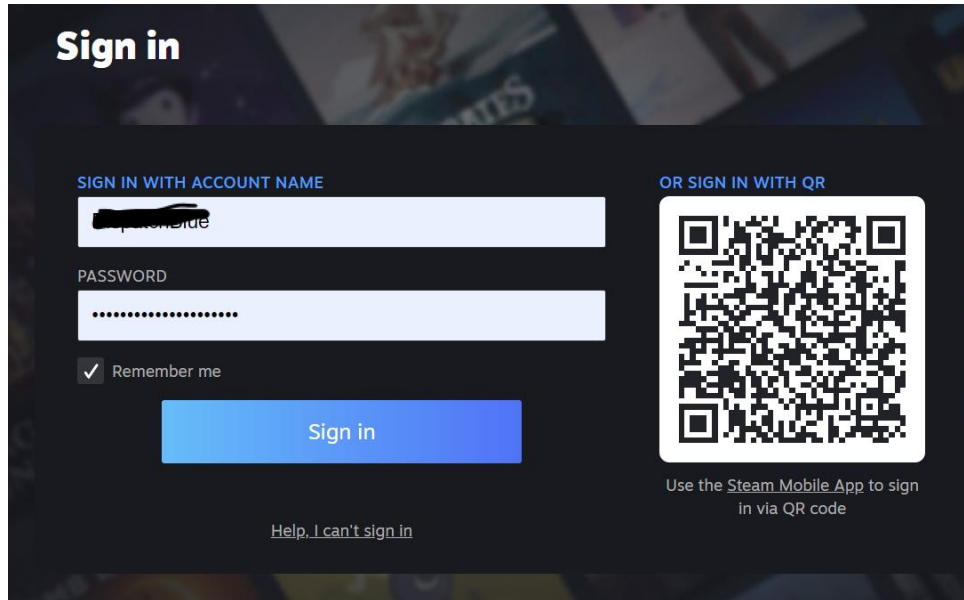 Sign in
SIGN IN WITH ACCOUNT NAME
PASSWORD
•••••••••••••••••••••
Remember me
Sign in
Help, I can't sign in
OR SIGN IN WITH QR
Use the Steam Mobile App to sign
in via QR code